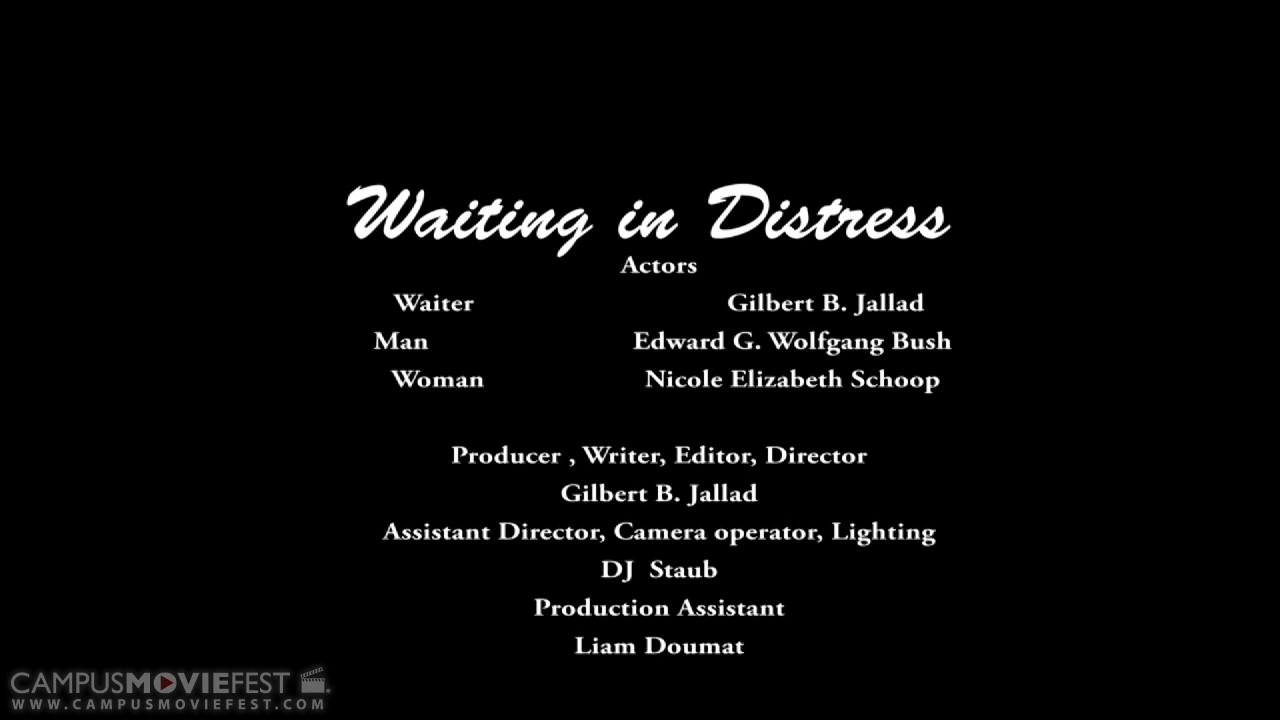 Waiting in Distress
Actors
Waiter Gilbert B. Jallad
Man Edward G. Wolfgang Bush
Woman Nicole Elizabeth Schoop
Producer , Writer, Editor, Director
Gilbert B. Jallad
Assistant Director, Camera operator, Lighting
DJ Staub
Production Assistant
Liam Doumat
CAMPUSMOVIEFEST
WWW.CAMPUSMOVIEFEST.COM